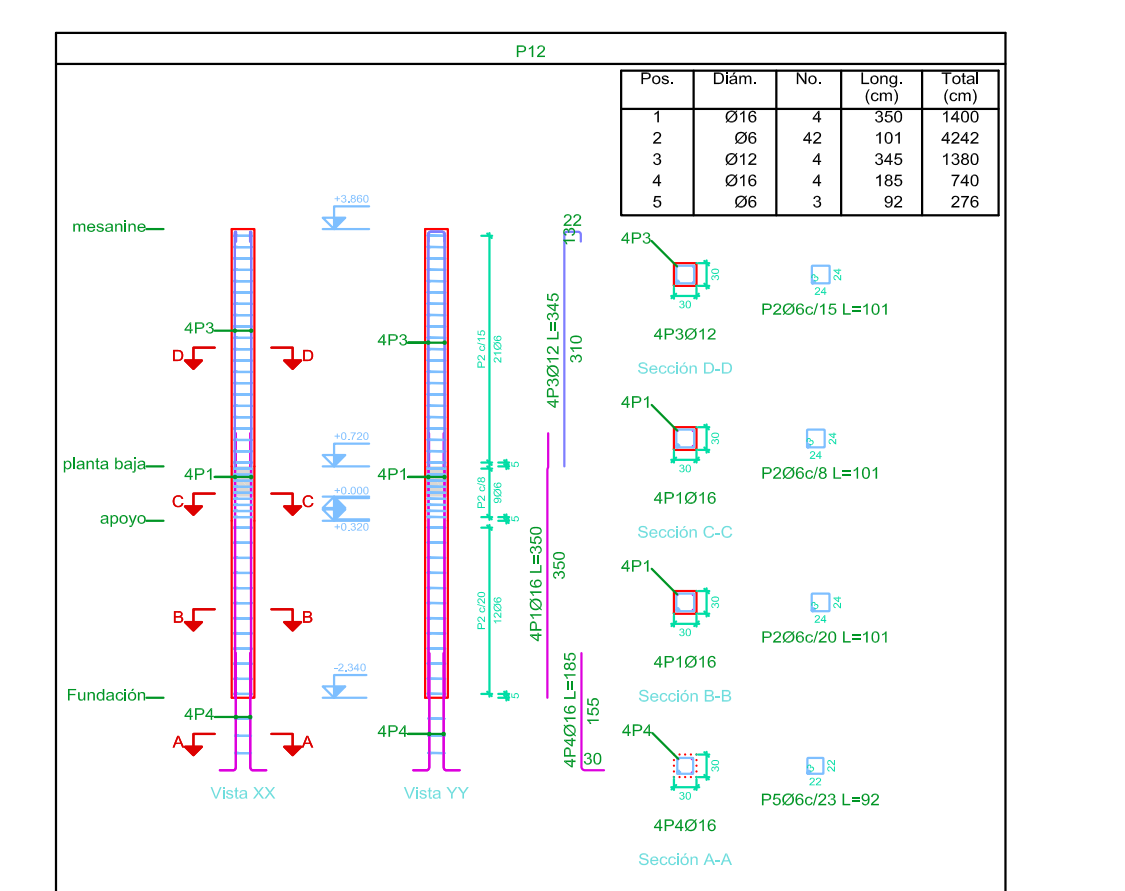 P12
Pos. Diám. No. Long. (cm) Total (cm)
1 Ø16 4 350 1400
2 Ø6 42 101 4242
3 Ø12 4 345 1380
4 Ø16 4 185 740
5 Ø6 3 92 276
mesanine
planta baja
apoyo
Fundación
4P3
D D
4P1
C C
B B
4P4
A A
Vista XX
+3.860
+0.720
+0.000
+0.320
-2.340
4P3
4P1
4P4
Vista YY
P2 c/15
21Ø6
5
P2 c/8
9Ø6
5
P2 c/20
12Ø6
5
22
13
4P3Ø12 L=345
310
4P1Ø16 L=350
350
4P4Ø16 L=185
155
30
4P3
30
30
4P3Ø12
Sección D-D
24
24
P2Ø6c/15 L=101
4P1
30
30
4P1Ø16
Sección C-C
24
24
P2Ø6c/8 L=101
4P1
30
30
4P1Ø16
Sección B-B
24
24
P2Ø6c/20 L=101
4P4
30
30
4P4Ø16
Sección A-A
22
22
P5Ø6c/23 L=92